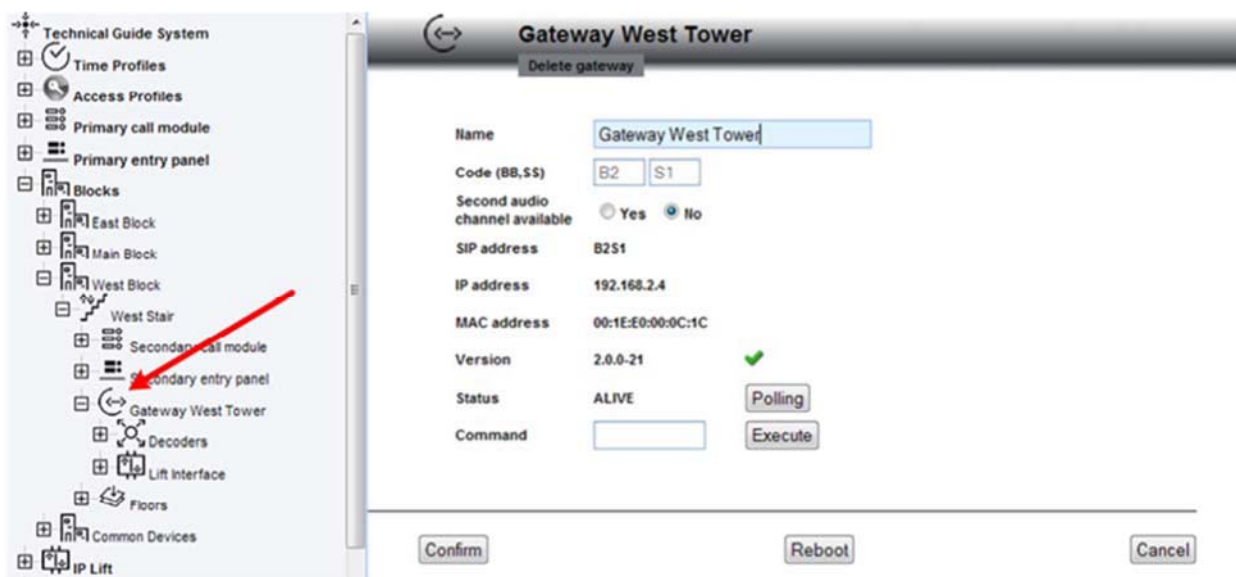 Technical Guide System
Time Profiles
Access Profiles
Primary call module
Primary entry panel
Blocks
East Block
Main Block
West Block
West Stair
Secondary call module
Secondary entry panel
Gateway West Tower
Decoders
Lift Interface
Floors
Common Devices
IP Lift
Gateway West Tower
Delete gateway
Name Gateway West Tower
Code (BB,SS) B2 S1
Second audio
channel available Yes No
SIP address B2S1
IP address 192.168.2.4
MAC address 00:1E:E0:00:0C:1C
Version 2.0.0-21
Status ALIVE Polling
Command Execute
Confirm Reboot Cancel